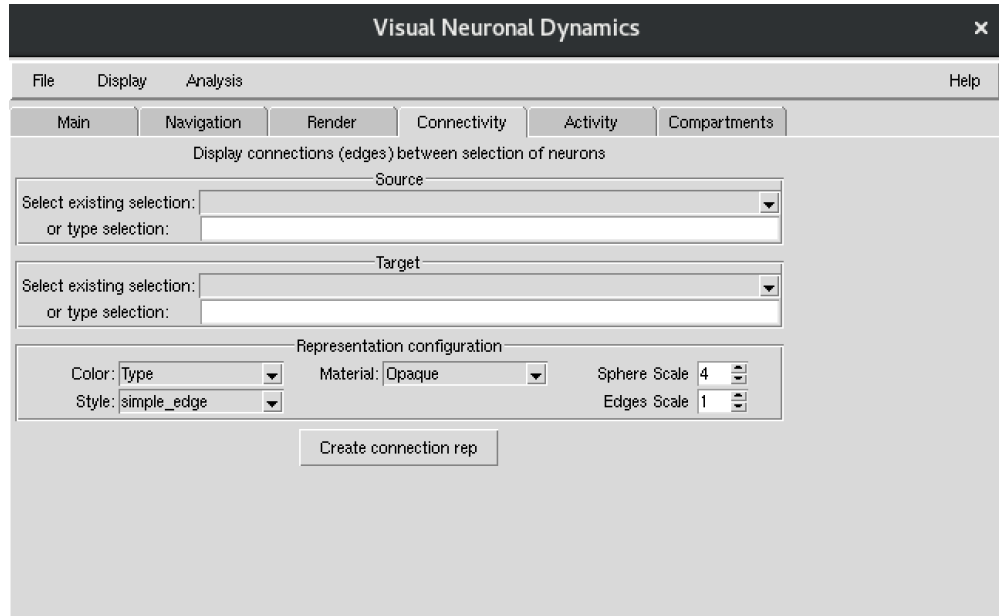 Visual Neuronal Dynamics ×
File Display Analysis Help
Main Navigation Render Connectivity Activity Compartments
Display connections (edges) between selection of neurons
Source
Select existing selection:
or type selection:
Target
Select existing selection:
or type selection:
Representation configuration
Color: Type Material: Opaque Sphere Scale 4
Style: simple_edge Edges Scale 1
Create connection rep